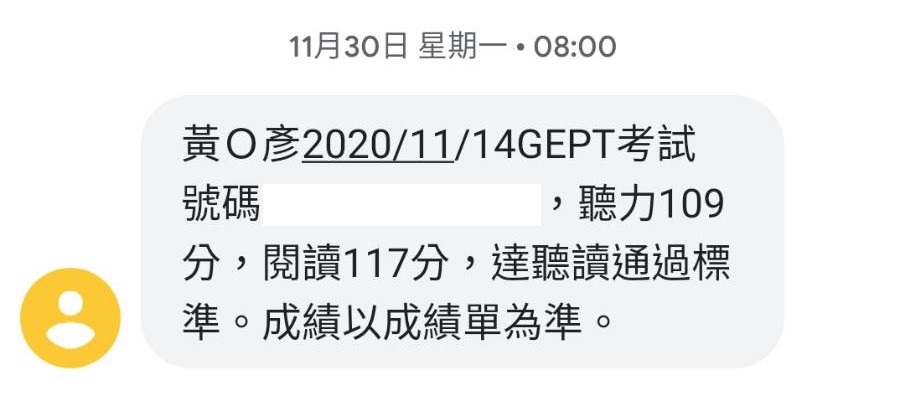 11月30日 星期一 • 08:00
黃Ｏ彥2020/11/14GEPT考試
號碼 ，聽力109
分，閱讀117分，達聽讀通過標
準。成績以成績單為準。